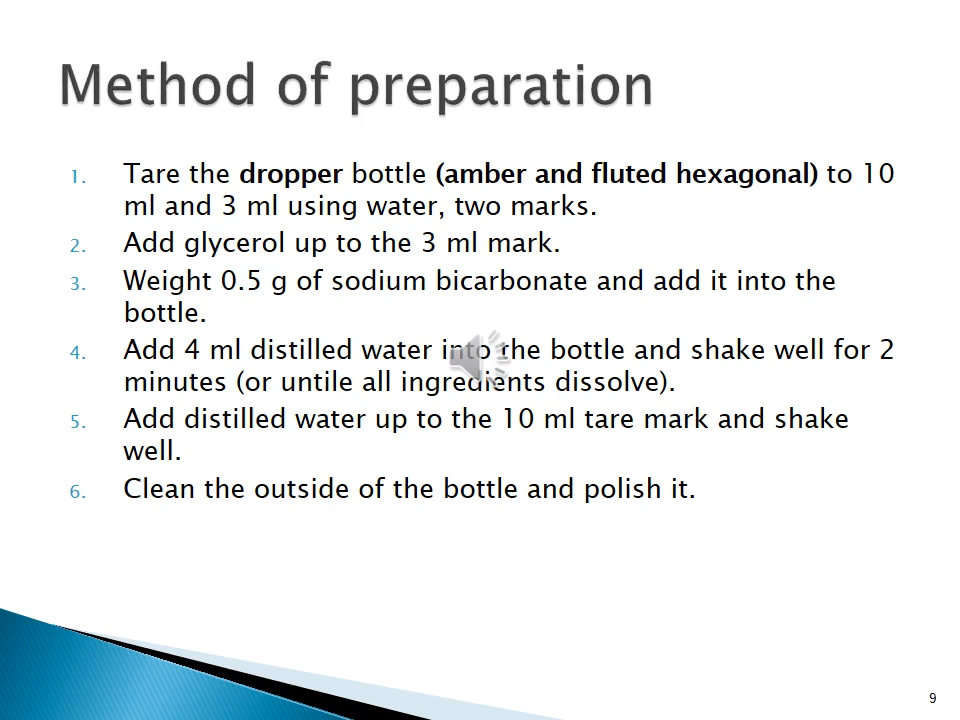 Method of preparation
1. Tare the dropper bottle (amber and fluted hexagonal) to 10
ml and 3 ml using water, two marks.
2. Add glycerol up to the 3 ml mark.
3. Weight 0.5 g of sodium bicarbonate and add it into the
bottle.
4. Add 4 ml distilled water into the bottle and shake well for 2
minutes (or untile all ingredients dissolve).
5. Add distilled water up to the 10 ml tare mark and shake
well.
6. Clean the outside of the bottle and polish it.
9